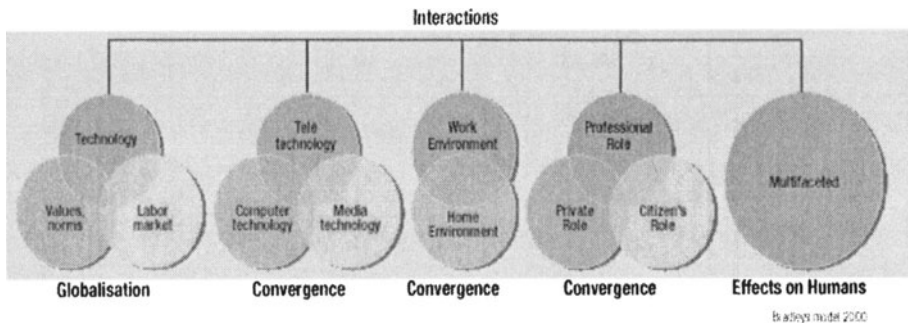 Interactions
Technology
Values,
norms
Labor
market
Globalisation
Tele
technology
Computer
technology
Media
technology
Convergence
Work
Environment
Home
Environment
Convergence
Professional
Role
Private
Role
Citizen's
Role
Convergence
Multifaceted
Effects on Humans
Bradleys model 2000